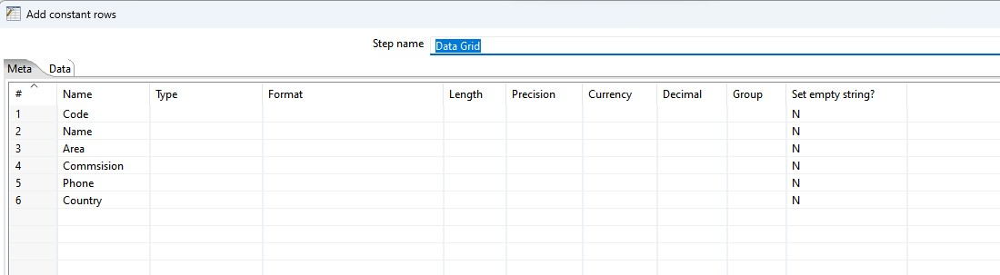 Add constant rows
Step name Data Grid
Meta Data
# Name Type Format Length Precision Currency Decimal Group Set empty string?
1 Code N
2 Name N
3 Area N
4 Commsision N
5 Phone N
6 Country N